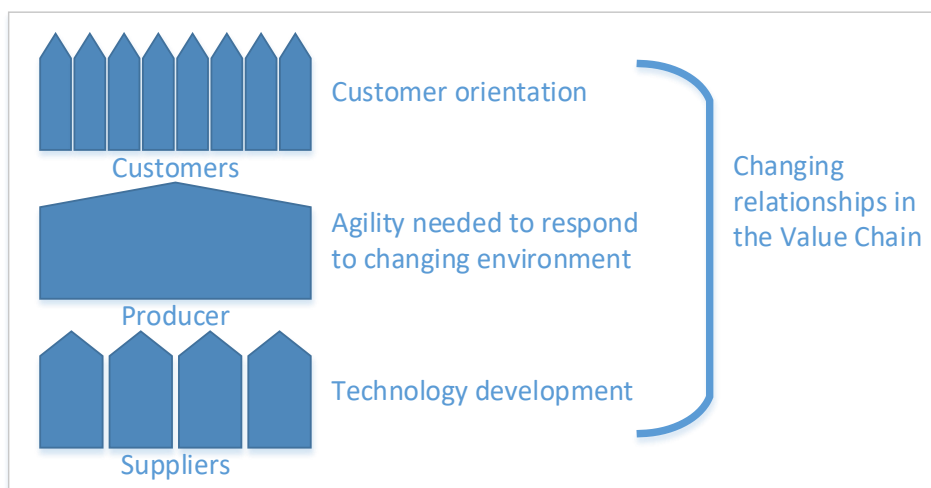 Customer orientation
Customers
Changing
relationships in
the Value Chain
Agility needed to respond
to changing environment
Producer
Technology development
Suppliers